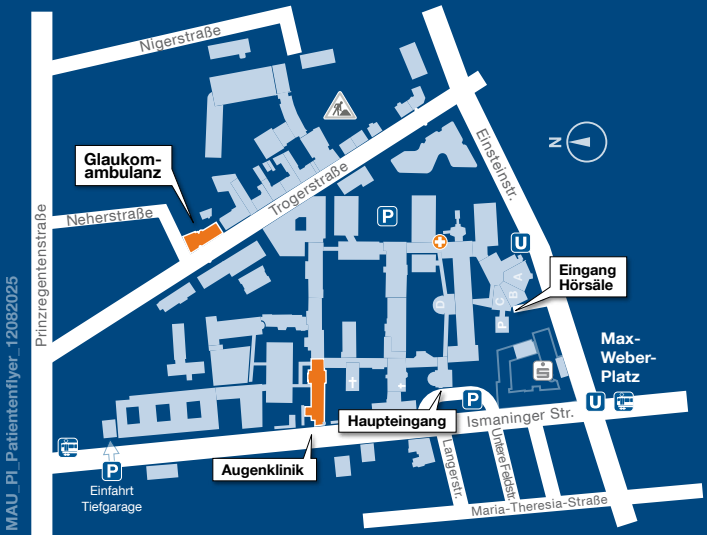 Nigerstraße
Glaukom-
ambulanz
Neherstraße
Trogerstraße
Einsteinstr.
N
P
U
Eingang
Hörsäle
A
B
C
P
D
Prinzregentenstraße
MAU_PI_Patientenflyer_12082025
Max-
Weber-
Platz
S
U
P
Haupteingang
Ismaninger Str.
Augenklinik
P
Einfahrt
Tiefgarage
Langerstr.
Untere Feldstr.
Maria-Theresia-Straße